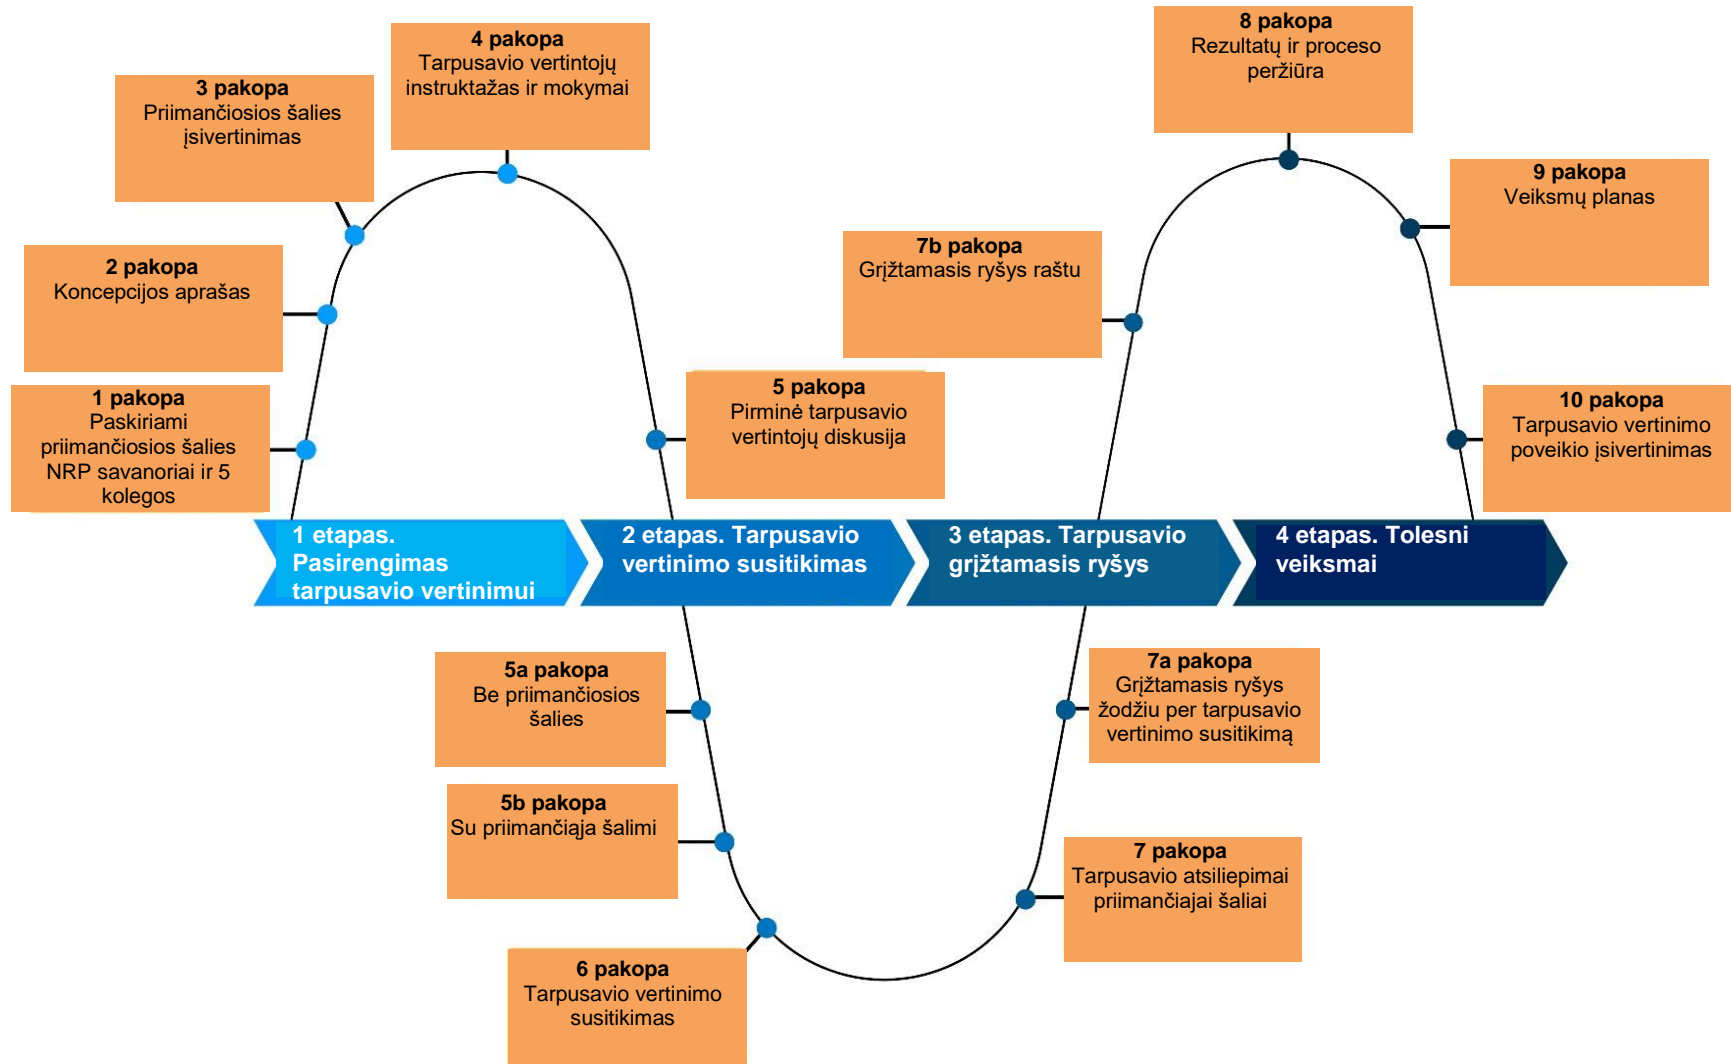 1 pakopa
Paskiriami
priimančiosios šalies
NRP savanoriai ir 5
kolegos
2 pakopa
Koncepcijos aprašas
3 pakopa
Priimančiosios šalies
įsivertinimas
4 pakopa
Tarpusavio vertintojų
instruktažas ir mokymai
5 pakopa
Pirminė tarpusavio
vertintojų diskusija
7b pakopa
Grįžtamasis ryšys raštu
8 pakopa
Rezultatų ir proceso
peržiūra
9 pakopa
Veiksmų planas
10 pakopa
Tarpusavio vertinimo
poveikio įsivertinimas
1 etapas.
Pasirengimas
tarpusavio vertinimui
2 etapas. Tarpusavio
vertinimo susitikimas
3 etapas. Tarpusavio
grįžtamasis ryšys
4 etapas. Tolesni
veiksmai
5a pakopa
Be priimančiosios
šalies
5b pakopa
Su priimančiąja šalimi
6 pakopa
Tarpusavio vertinimo
susitikimas
7a pakopa
Grįžtamasis ryšys
žodžiu per tarpusavio
vertinimo susitikimą
7 pakopa
Tarpusavio atsiliepimai
priimančiajai šaliai